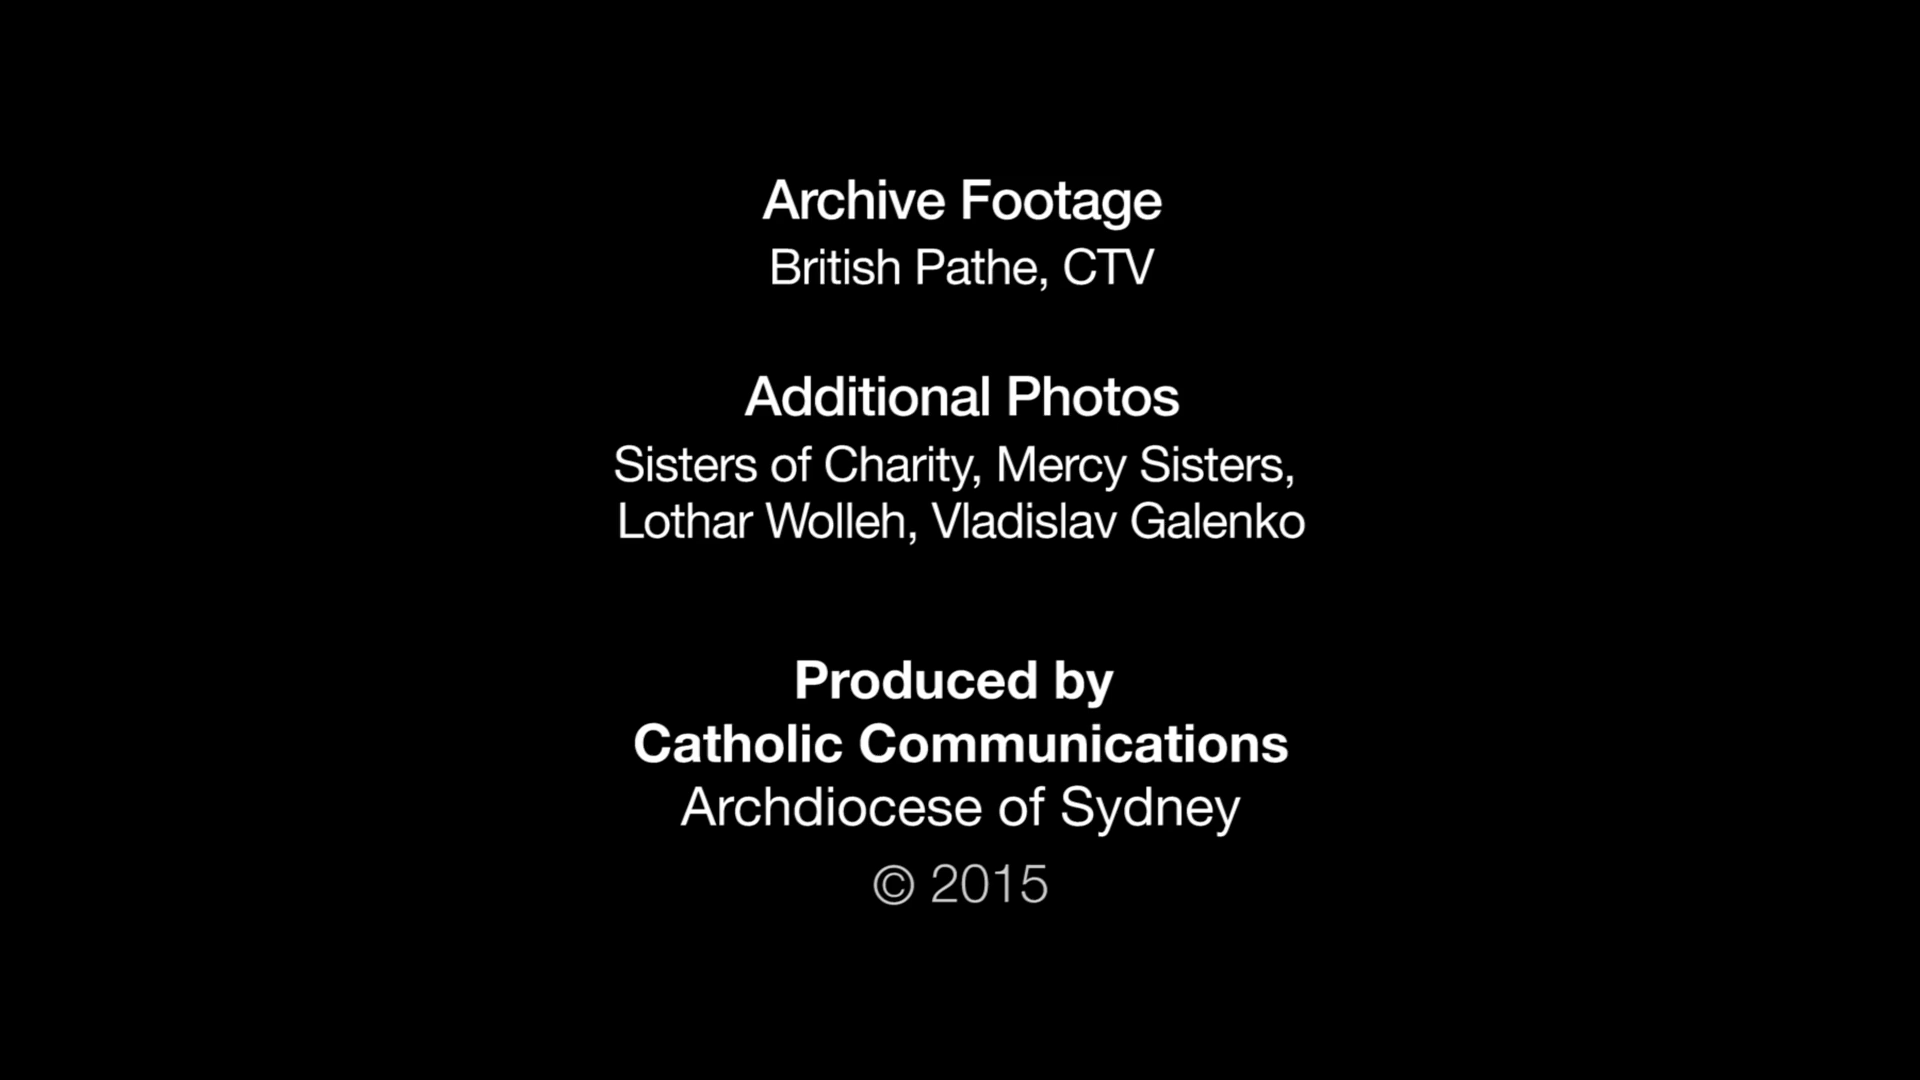 Archive Footage
British Pathe, CTV
Additional Photos
Sisters of Charity, Mercy Sisters,
Lothar Wolleh, Vladislav Galenko
Produced by
Catholic Communications
Archdiocese of Sydney
© 2015